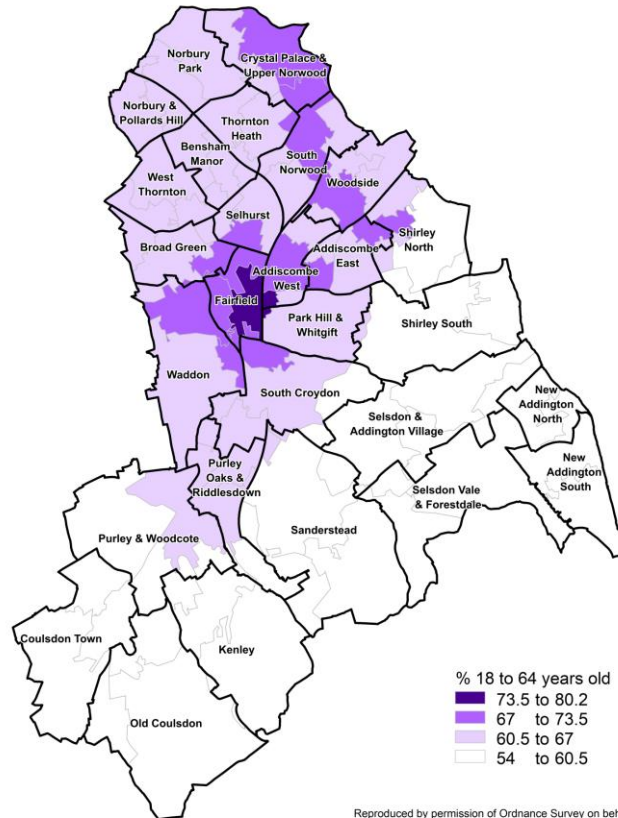 Norbury
Park
Crystal Palace &
Upper Norwood
Norbury &
Pollards Hill
Thornton
Heath
Bensham
Manor
South
Norwood
West
Thornton
Woodside
Selhurst
Broad Green
Shirley
North
Addiscombe
East
Addiscombe
West
Fairfield
Park Hill &
Whitgift
Shirley South
Waddon
South Croydon
Selsdon
& Addington Village
New
Addington
North
New
Addington
South
Purley
Oaks &
Riddlesdown
Selsdon Vale
& Forestdale
Sanderstead
Purley & Woodcote
Coulsdon Town
Kenley
Old Coulsdon
% 18 to 64 years old
73.5 to 80.2
67 to 73.5
60.5 to 67
54 to 60.5
Reproduced by permission of Ordnance Survey on beh